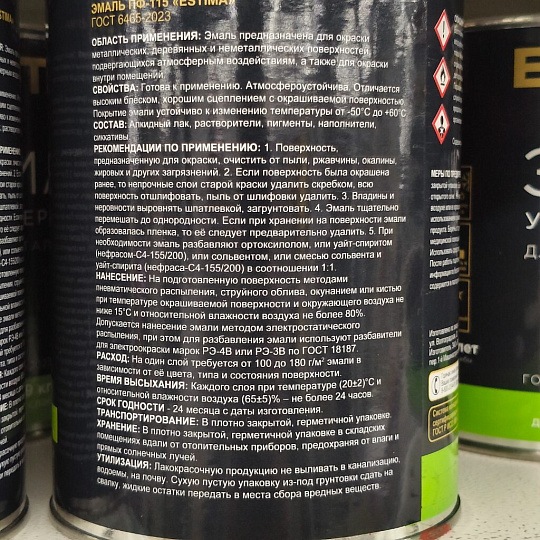 ЭМАЛЬ ПФ-115 «ESTIMA»
ГОСТ 6465-2023
ОБЛАСТЬ ПРИМЕНЕНИЯ: Эмаль предназначена для окраски
металлических, деревянных и неметаллических поверхностей,
подвергающихся атмосферным воздействиям, а также для окраски
внутри помещений.
СВОЙСТВА: Готова к применению. Атмосфероустойчива. Отличается
высоким блеском, хорошим сцеплением с окрашиваемой поверхностью.
Покрытие эмали устойчиво к изменению температуры от -50°С до +60°С
СОСТАВ: Алкидный лак, растворители, пигменты, наполнители,
сиккативы.
РЕКОМЕНДАЦИИ ПО ПРИМЕНЕНИЮ: 1. Поверхность,
предназначенную для окраски, очистить от пыли, ржавчины, окалины,
жировых и других загрязнений. 2. Если поверхность была окрашена
ранее, то непрочные слои старой краски удалить скребком, всю
поверхность отшлифовать, пыль от шлифовки удалить. 3. Впадины и
неровности выровнять шпатлевкой, загрунтовать. 4. Эмаль тщательно
перемешать до однородности. Если при хранении на поверхности эмали
образовалась пленка, то её следует предварительно удалить. 5. При
необходимости эмаль разбавляют ортоксилолом, или уайт-спиритом
(нефрасом-С4-155/200), или сольвентом, или смесью сольвента и
уайт-спирита (нефраса-С4-155/200) в соотношении 1:1.
НАНЕСЕНИЕ: На подготовленную поверхность методами
пневматического распыления, струйного облива, окунанием или кистью
при температуре окрашиваемой поверхности и окружающего воздуха не
ниже 15°С и относительной влажности воздуха не более 80%.
Допускается нанесение эмали методом электростатического
распыления, при этом для разбавления эмали используют разбавители
для электроокраски марок РЭ-4В или РЭ-3В по ГОСТ 18187.
РАСХОД: На один слой требуется от 100 до 180 г/м² эмали в
зависимости от её цвета, типа и состояния поверхности.
ВРЕМЯ ВЫСЫХАНИЯ: Каждого слоя при температуре (20±2)°С и
относительной влажности воздуха (65±5)% – не более 24 часов.
СРОК ГОДНОСТИ - 24 месяца с даты изготовления.
ТРАНСПОРТИРОВАНИЕ: В плотно закрытой, герметичной упаковке.
ХРАНЕНИЕ: В плотно закрытой, герметичной упаковке в складских
помещениях вдали от отопительных приборов, предохраняя от влаги и
прямых солнечных лучей.
УТИЛИЗАЦИЯ: Лакокрасочную продукцию не выливать в канализацию,
водоемы, на почву. Сухую пустую упаковку из-под грунтовки сдать на
свалку, жидкие остатки передать в места сбора вредных веществ.